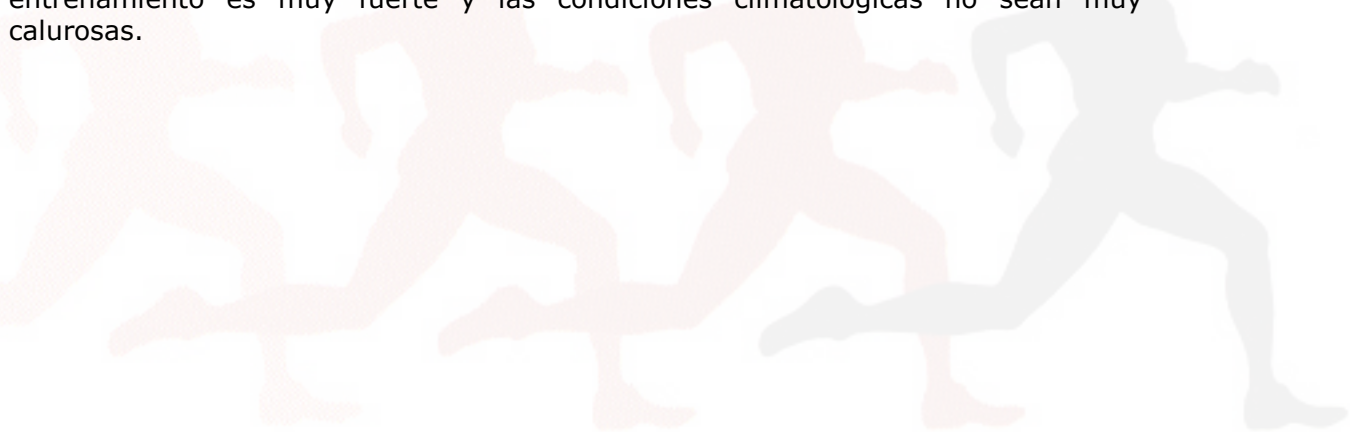 entrenamiento es muy fuerte y las condiciones climatológicas no sean muy
calurosas.